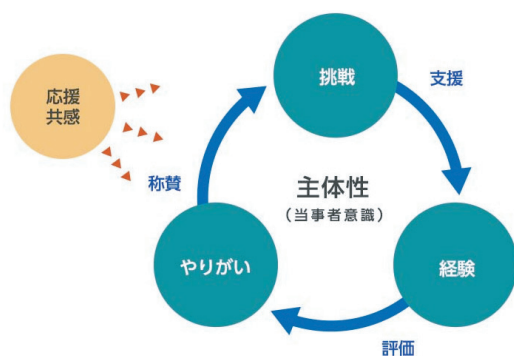 応援
共感
挑戦
支援
称賛
主体性
（当事者意識）
やりがい
経験
評価